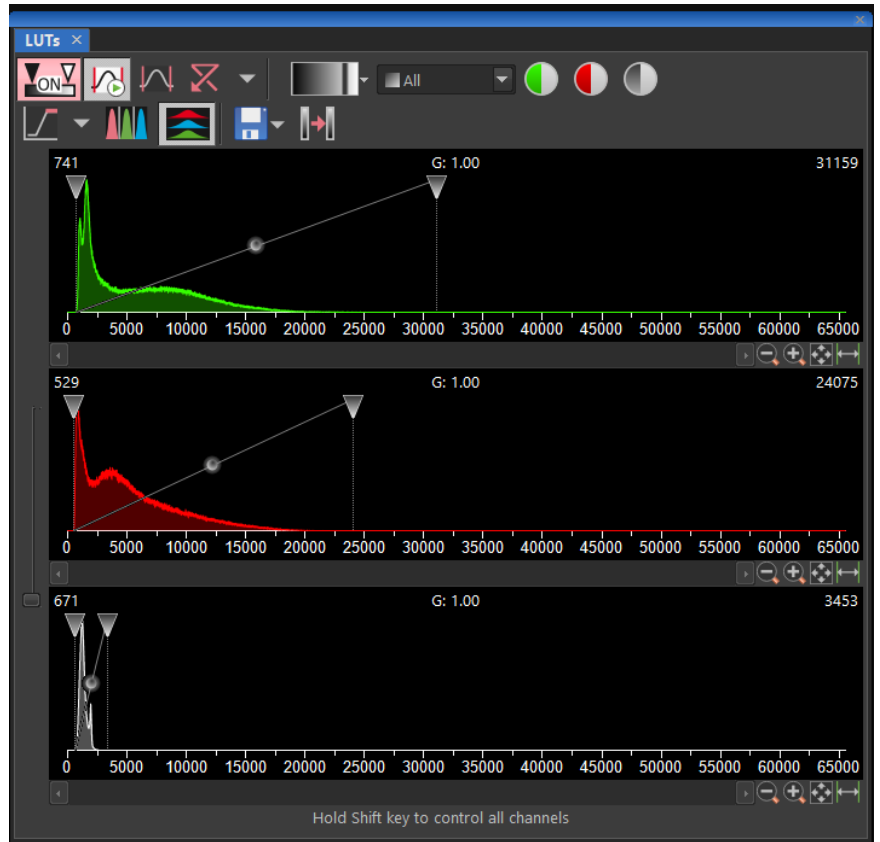 LUTs
ON
All
741 G: 1.00 31159
0 5000 10000 15000 20000 25000 30000 35000 40000 45000 50000 55000 60000 65000
529 G: 1.00 24075
0 5000 10000 15000 20000 25000 30000 35000 40000 45000 50000 55000 60000 65000
671 G: 1.00 3453
0 5000 10000 15000 20000 25000 30000 35000 40000 45000 50000 55000 60000 65000
Hold Shift key to control all channels